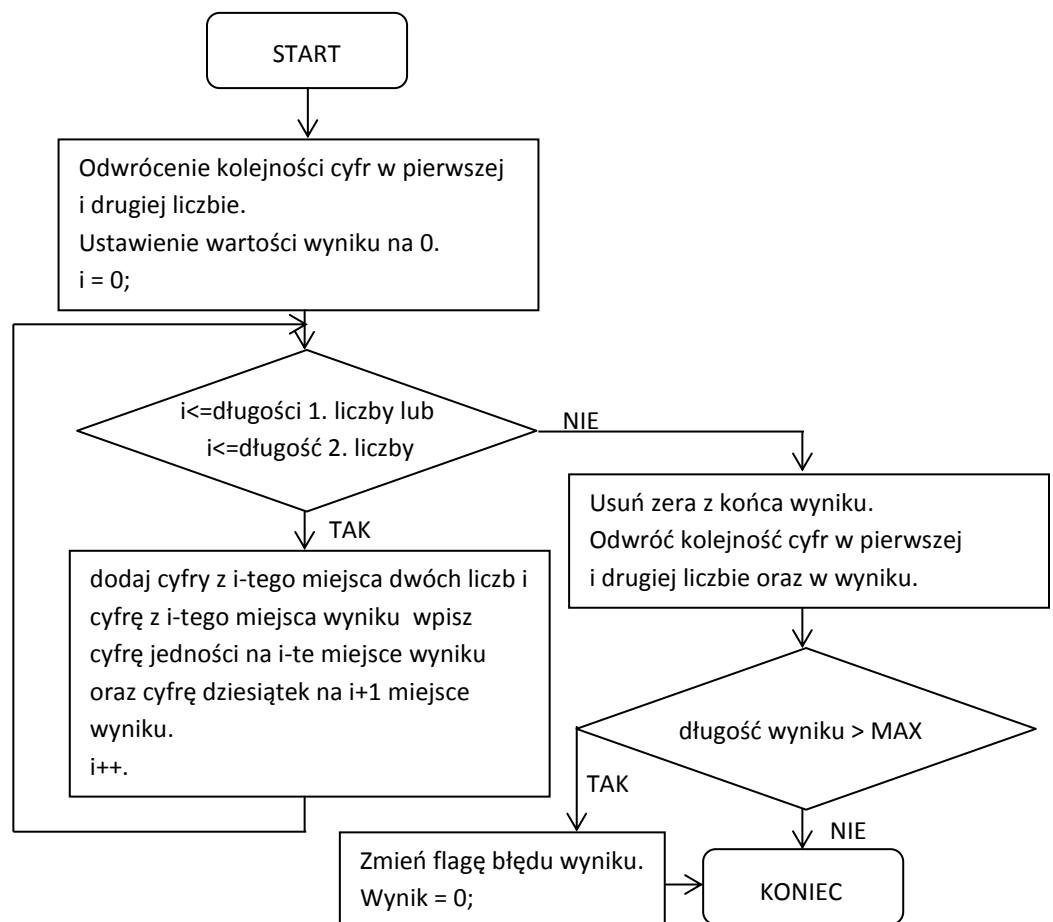 START
Odwrócenie kolejności cyfr w pierwszej
i drugiej liczbie.
Ustawienie wartości wyniku na 0.
i = 0;
i<=długości 1. liczby lub
i<=długość 2. liczby
NIE
TAK
dodaj cyfry z i-tego miejsca dwóch liczb i
cyfrę z i-tego miejsca wyniku wpisz
cyfrę jedności na i-te miejsce wyniku
oraz cyfrę dziesiątek na i+1 miejsce
wyniku.
i++.
Usuń zera z końca wyniku.
Odwróć kolejność cyfr w pierwszej
i drugiej liczbie oraz w wyniku.
długość wyniku > MAX
TAK
NIE
Zmień flagę błędu wyniku.
Wynik = 0;
KONIEC